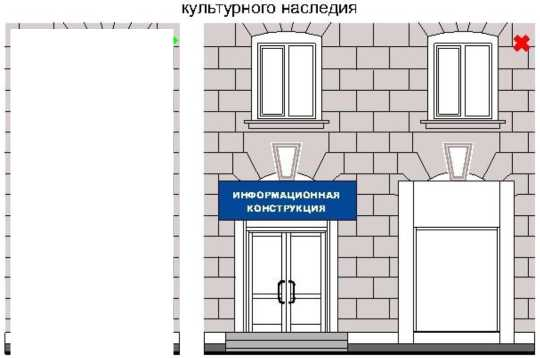 культурного наследия
ИНФОРМАЦИОННАЯ
КОНСТРУКЦИЯ